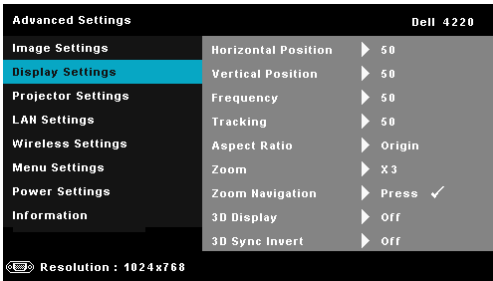 Advanced Settings Dell 4220
Image Settings
Display Settings
Projector Settings
LAN Settings
Wireless Settings
Menu Settings
Power Settings
Information
Horizontal Position 50
Vertical Position 50
Frequency 50
Tracking 50
Aspect Ratio Origin
Zoom X3
Zoom Navigation Press ✓
3D Display Off
3D Sync Invert Off
Resolution : 1024x768